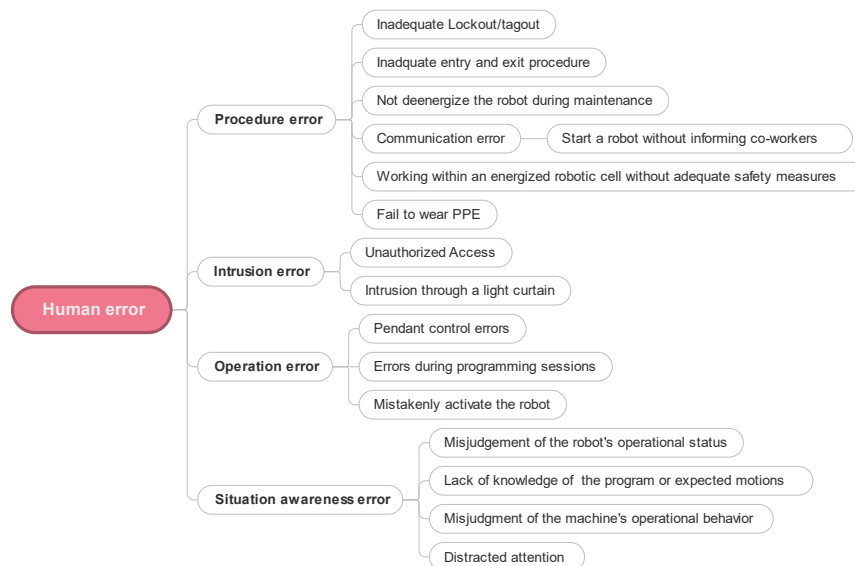 Human error
Procedure error
Inadequate Lockout/tagout
Inadquate entry and exit procedure
Not deenergize the robot during maintenance
Communication error
Start a robot without informing co-workers
Working within an energized robotic cell without adequate safety measures
Fail to wear PPE
Intrusion error
Unauthorized Access
Intrusion through a light curtain
Operation error
Pendant control errors
Errors during programming sessions
Mistakenly activate the robot
Situation awareness error
Misjudgement of the robot's operational status
Lack of knowledge of the program or expected motions
Misjudgment of the machine's operational behavior
Distracted attention